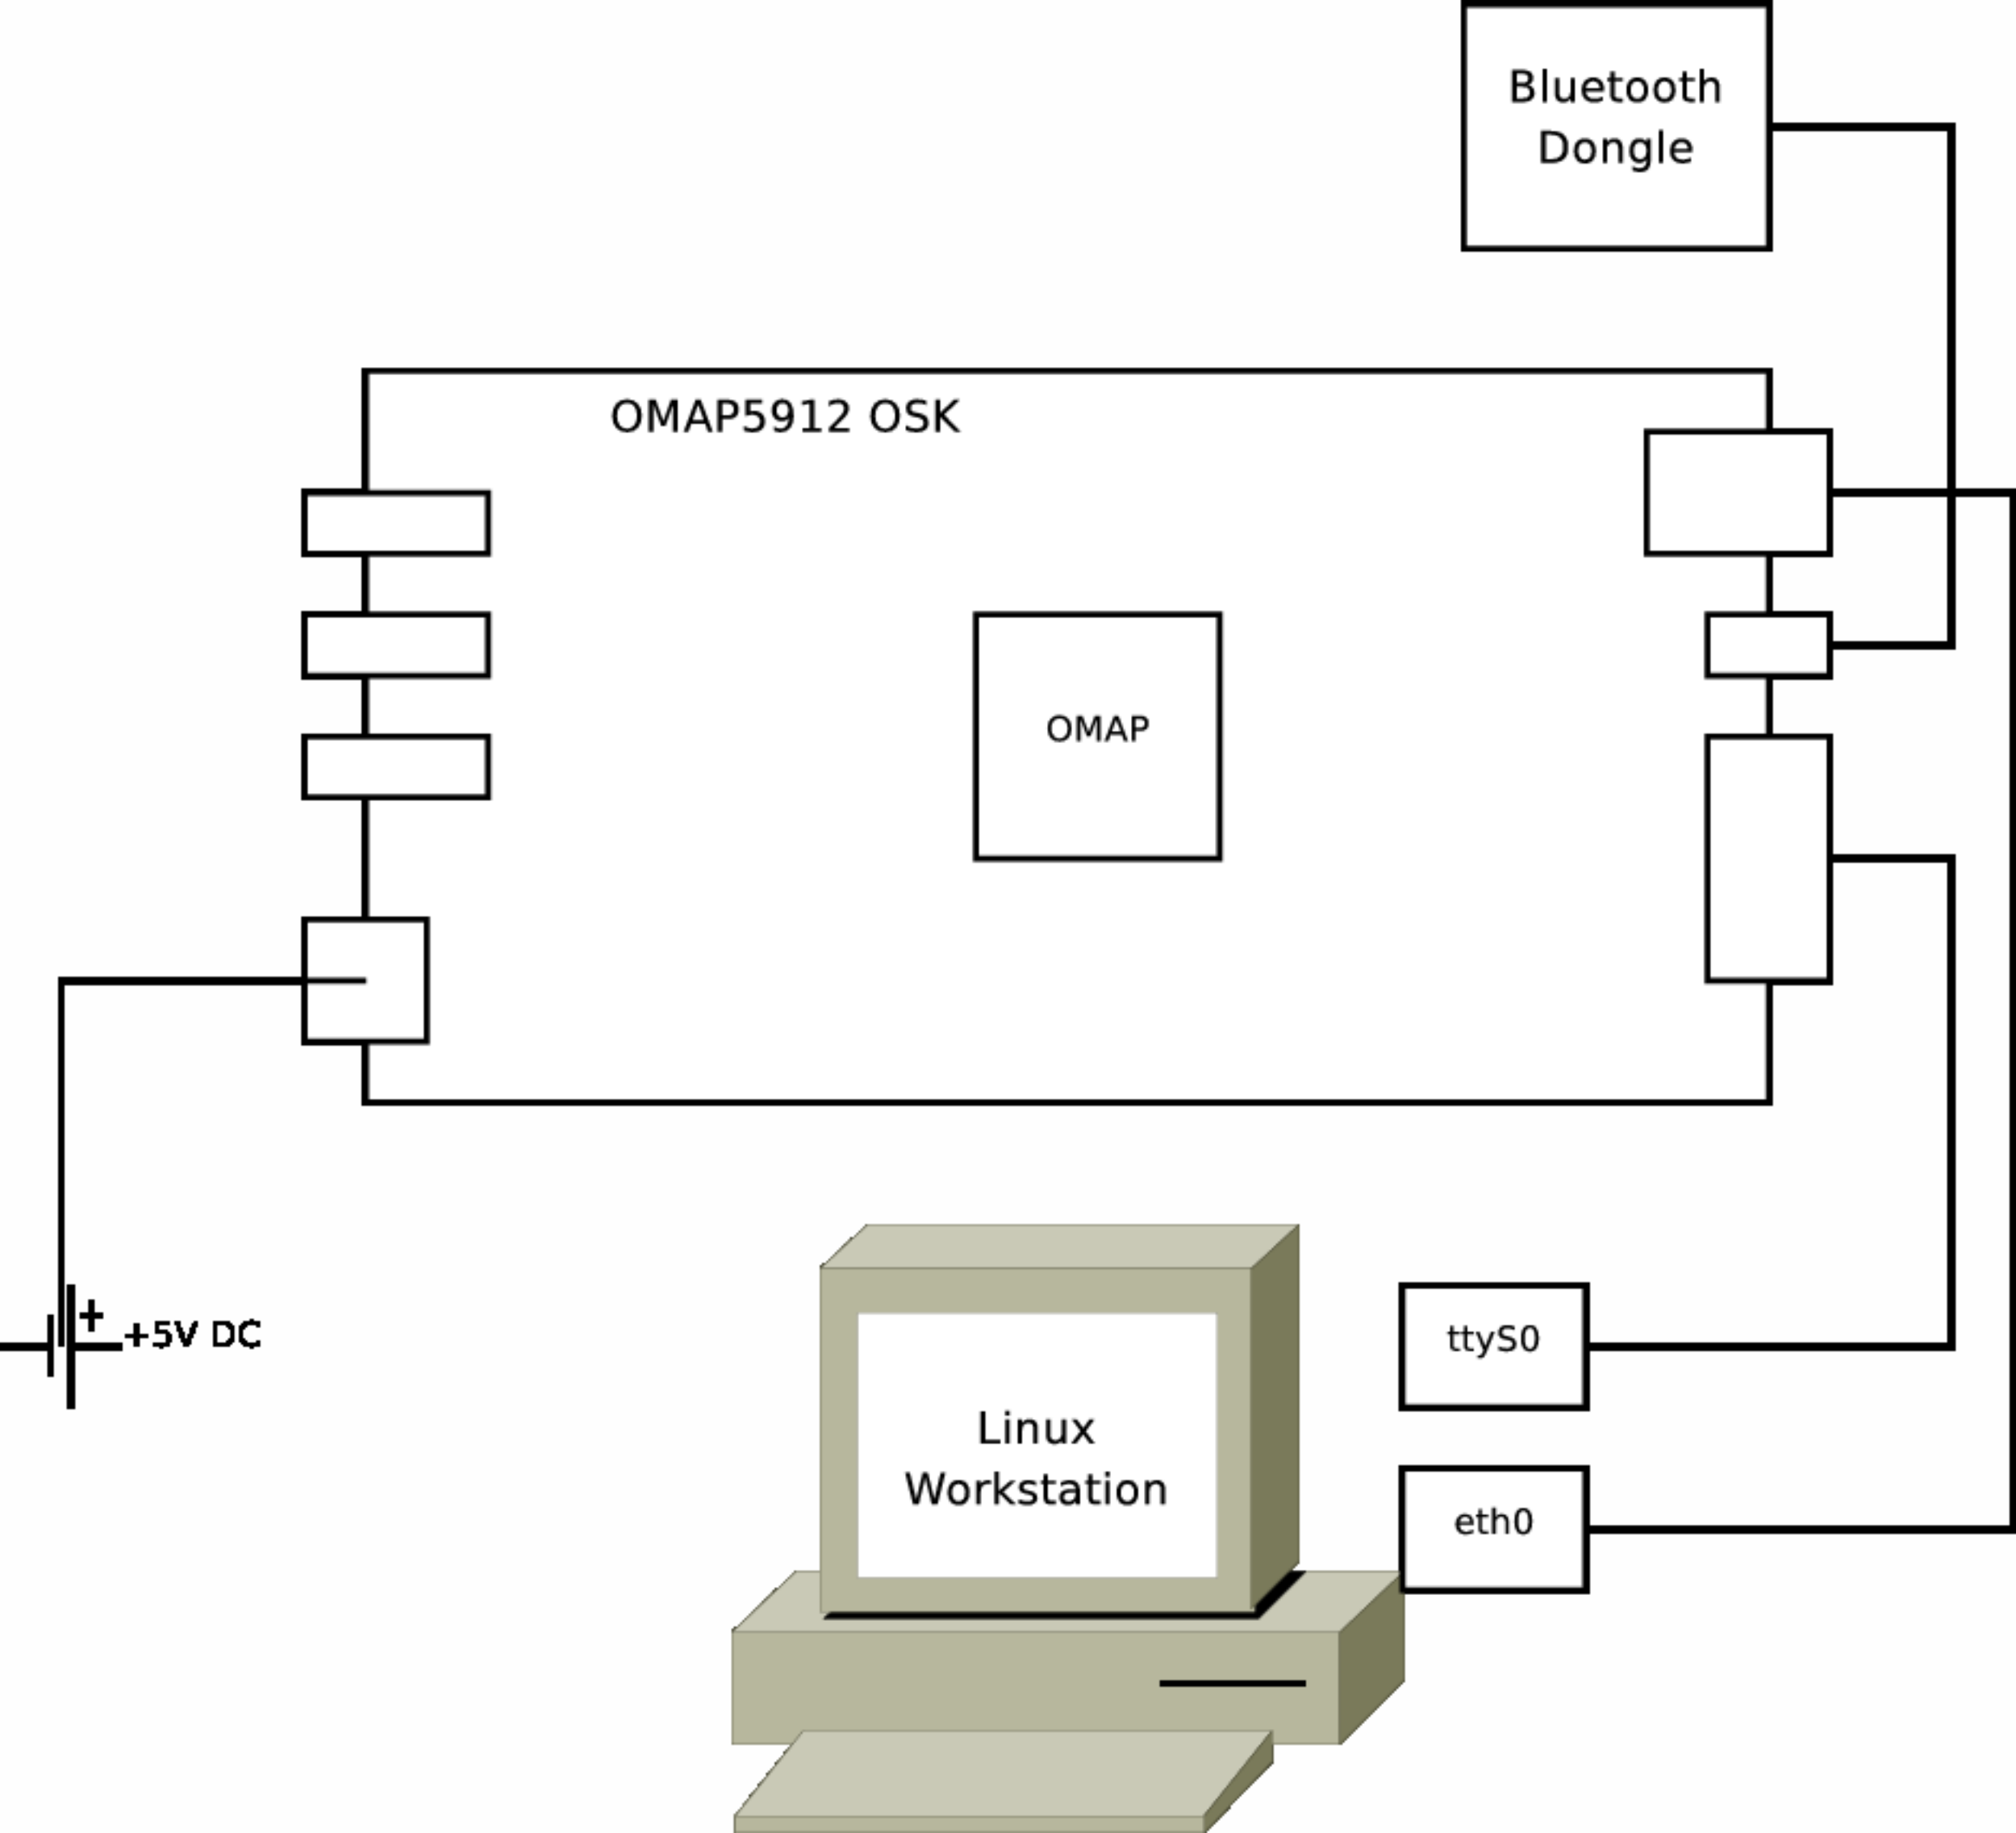 Bluetooth
Dongle
OMAP5912 OSK
OMAP
+
+5V DC
ttyS0
Linux
Workstation
eth0